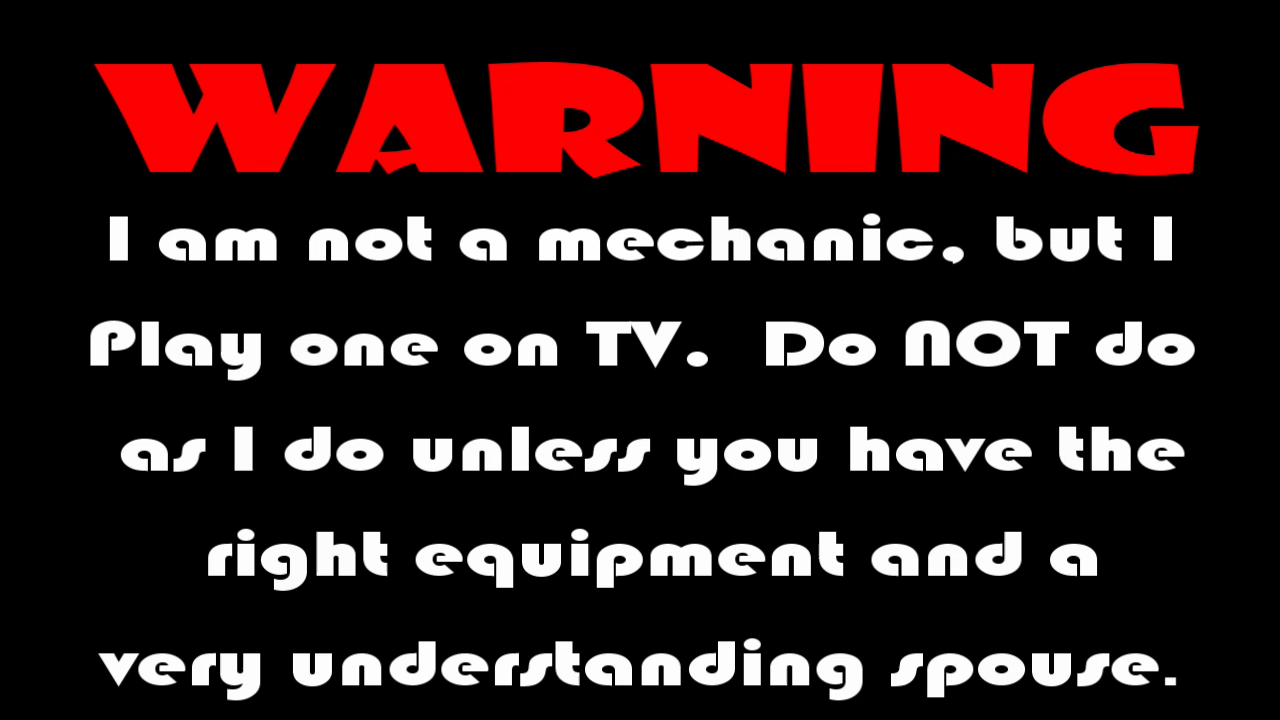 WARNING
I am not a mechanic, but I
Play one on TV. Do NOT do
as I do unless you have the
right equipment and a
very understanding spouse.